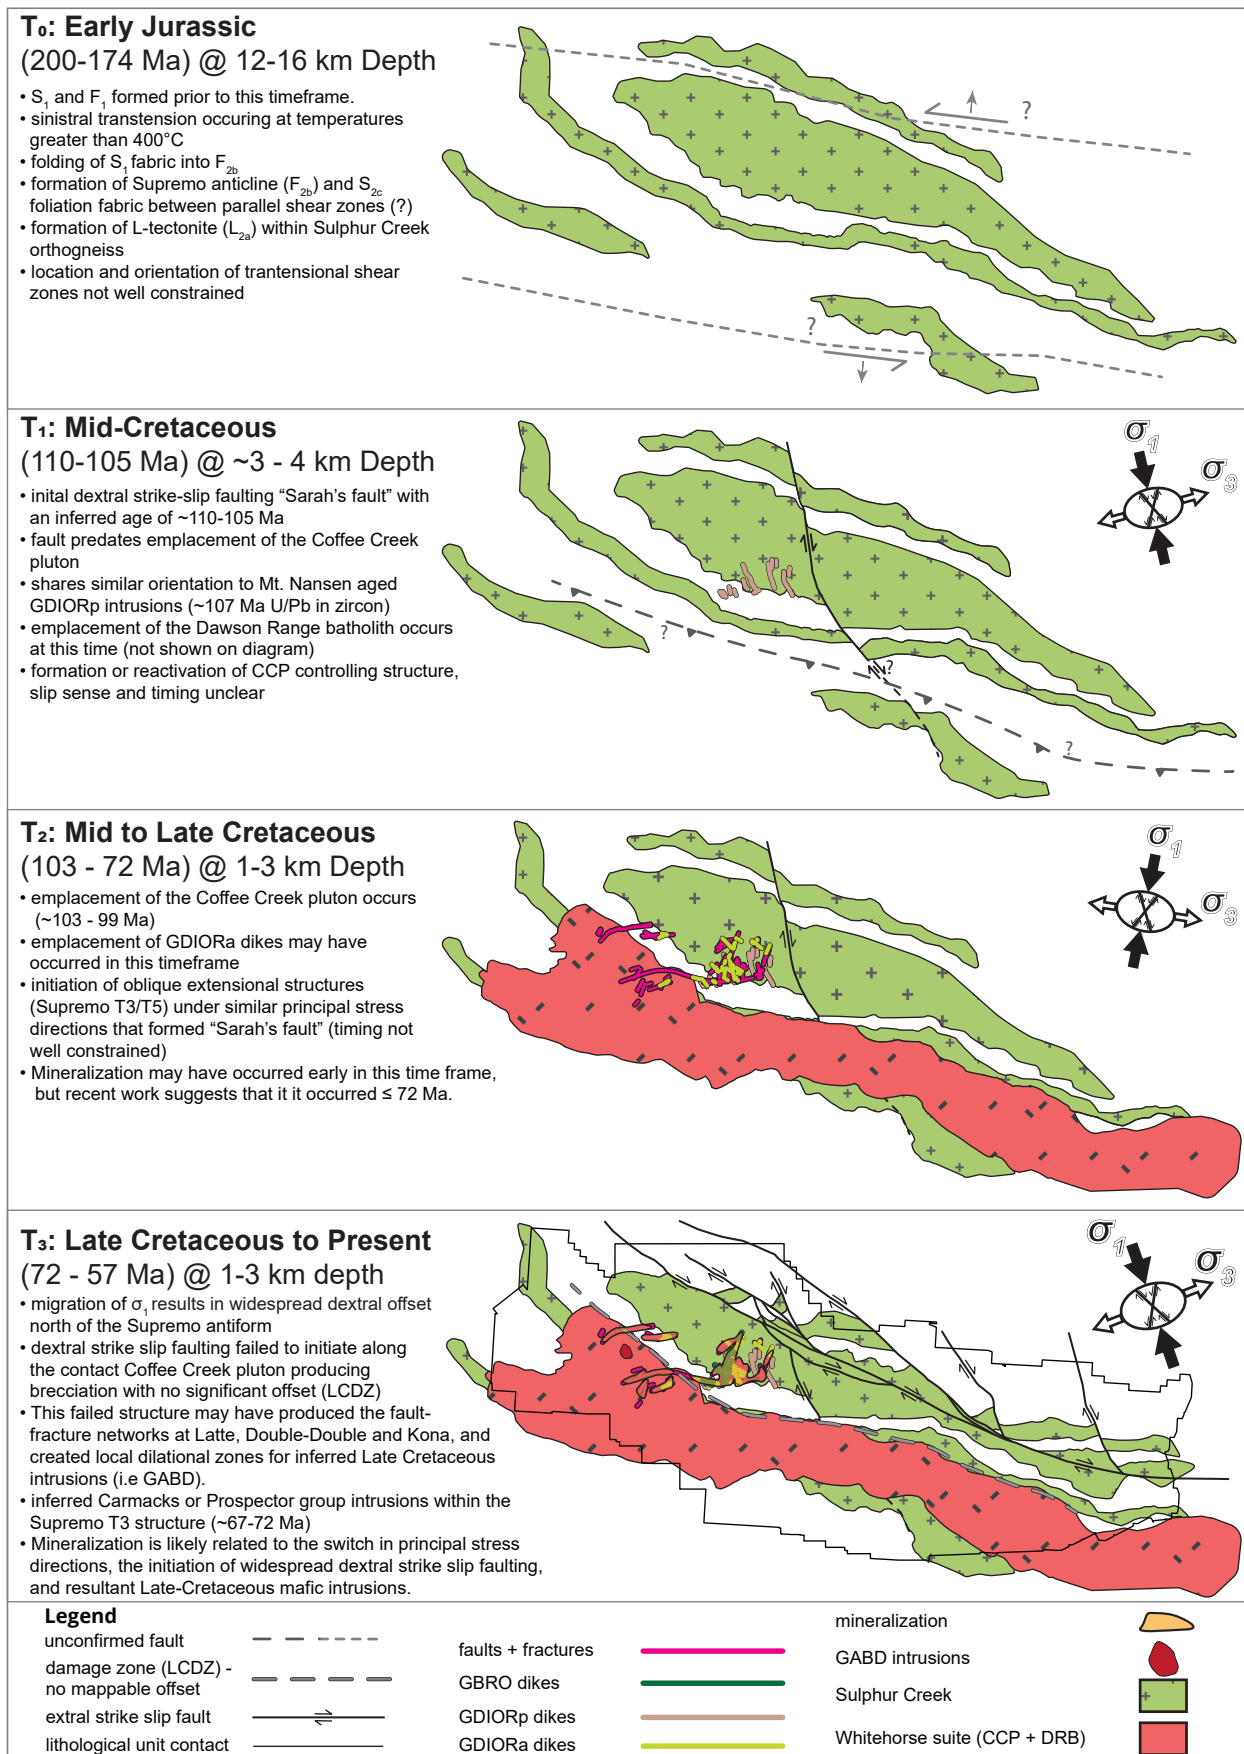 T₀: Early Jurassic
(200-174 Ma) @ 12-16 km Depth
• S₁ and F₁ formed prior to this timeframe.
• sinistral transtension occuring at temperatures
greater than 400°C
• folding of S₁ fabric into F₂b
• formation of Supremo anticline (F₂b) and S₂c
foliation fabric between parallel shear zones (?)
• formation of L-tectonite (L₂a) within Sulphur Creek
orthogneiss
• location and orientation of trantensional shear
zones not well constrained
?
?
T₁: Mid-Cretaceous
(110-105 Ma) @ ~3 - 4 km Depth
• inital dextral strike-slip faulting “Sarah’s fault” with
an inferred age of ~110-105 Ma
• fault predates emplacement of the Coffee Creek
pluton
• shares similar orientation to Mt. Nansen aged
GDIORp intrusions (~107 Ma U/Pb in zircon)
• emplacement of the Dawson Range batholith occurs
at this time (not shown on diagram)
• formation or reactivation of CCP controlling structure,
slip sense and timing unclear
σ₁
σ₃
?
?
?
?
T₂: Mid to Late Cretaceous
(103 - 72 Ma) @ 1-3 km Depth
• emplacement of the Coffee Creek pluton occurs
(~103 - 99 Ma)
• emplacement of GDIORa dikes may have
occurred in this timeframe
• initiation of oblique extensional structures
(Supremo T3/T5) under similar principal stress
directions that formed “Sarah’s fault” (timing not
well constrained)
• Mineralization may have occurred early in this time frame,
but recent work suggests that it it occurred ≤ 72 Ma.
σ₁
σ₃
T₃: Late Cretaceous to Present
(72 - 57 Ma) @ 1-3 km depth
• migration of σ₁ results in widespread dextral offset
north of the Supremo antiform
• dextral strike slip faulting failed to initiate along
the contact Coffee Creek pluton producing
brecciation with no significant offset (LCDZ)
• This failed structure may have produced the fault-
fracture networks at Latte, Double-Double and Kona, and
created local dilational zones for inferred Late Cretaceous
intrusions (i.e GABD).
• inferred Carmacks or Prospector group intrusions within the
Supremo T3 structure (~67-72 Ma)
• Mineralization is likely related to the switch in principal stress
directions, the initiation of widespread dextral strike slip faulting,
and resultant Late-Cretaceous mafic intrusions.
σ₁
σ₃
Legend
unconfirmed fault
damage zone (LCDZ) -
no mappable offset
extral strike slip fault
lithological unit contact
faults + fractures
GBRO dikes
GDIORp dikes
GDIORa dikes
mineralization
GABD intrusions
Sulphur Creek
Whitehorse suite (CCP + DRB)